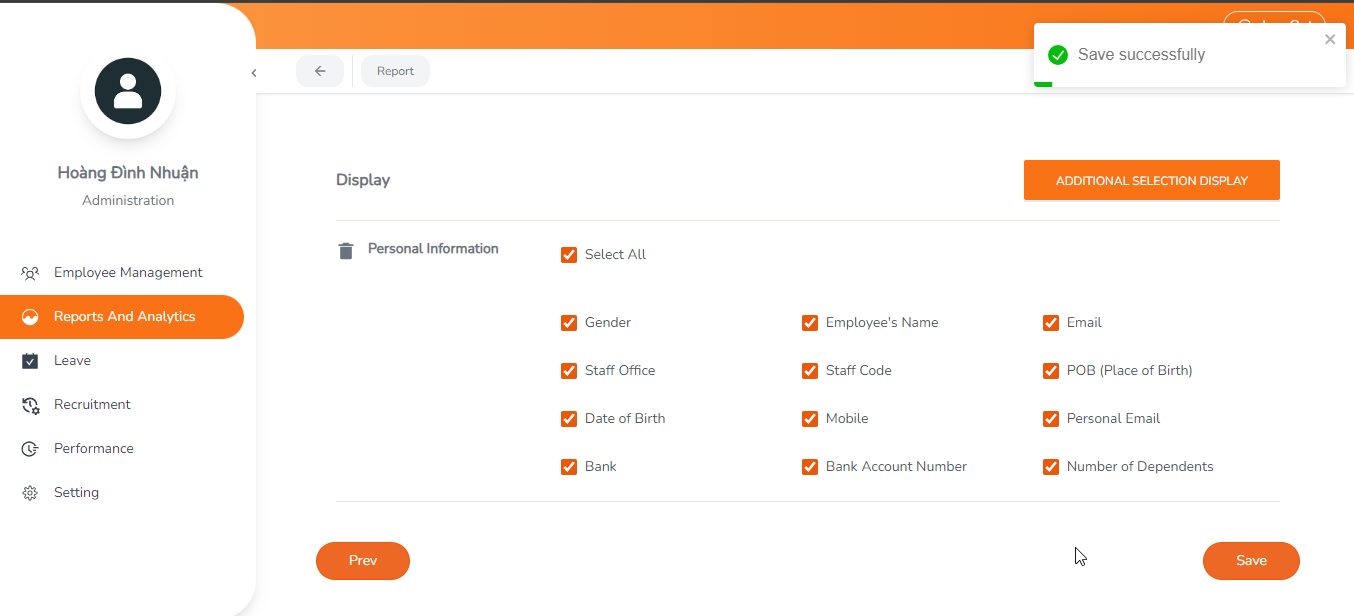 Save successfully
Report
Hoàng Đình Nhuận
Administration
Employee Management
Reports And Analytics
Leave
Recruitment
Performance
Setting
Display
ADDITIONAL SELECTION DISPLAY
Personal Information
Select All
Gender
Employee's Name
Email
Staff Office
Staff Code
POB (Place of Birth)
Date of Birth
Mobile
Personal Email
Bank
Bank Account Number
Number of Dependents
Prev
Save